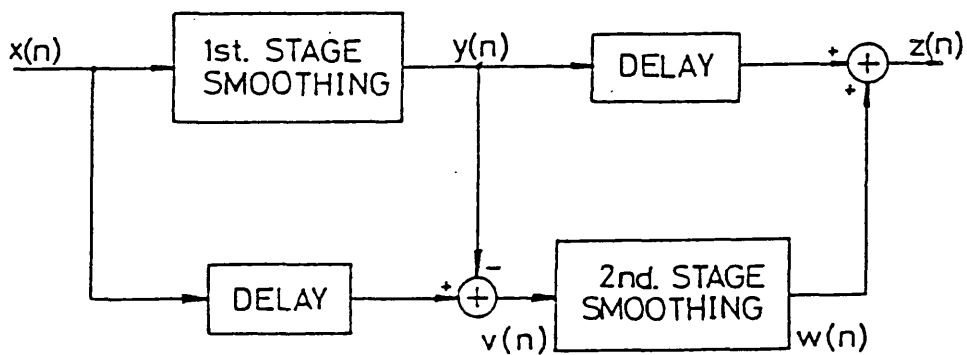 x(n)
1st. STAGE
SMOOTHING
y(n)
DELAY
+
+
+
z(n)
DELAY
+
-
+
v(n)
2nd. STAGE
SMOOTHING
w(n)